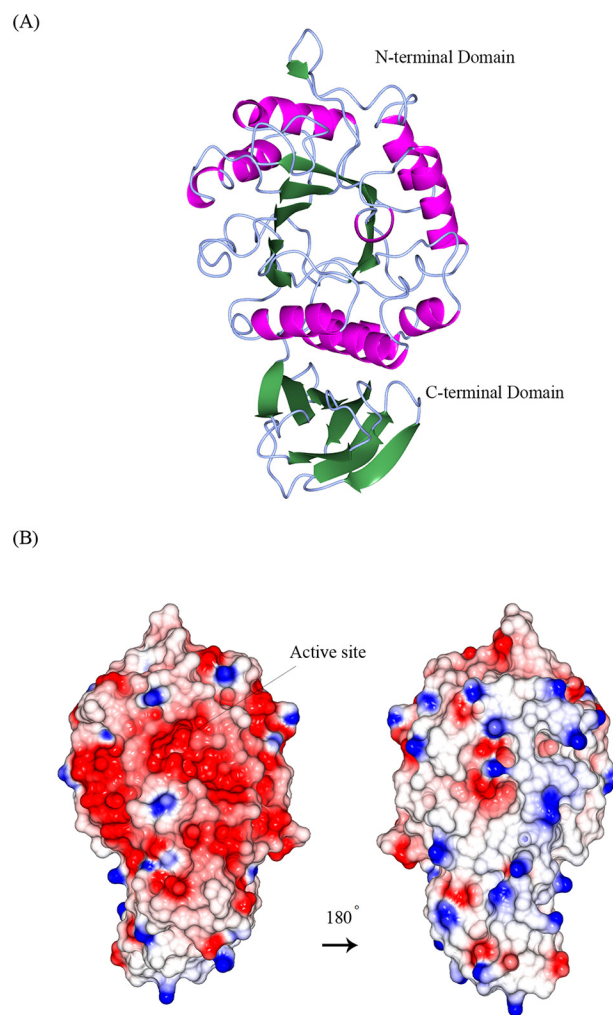 (A)
N-terminal Domain
C-terminal Domain
(B)
Active site
180°